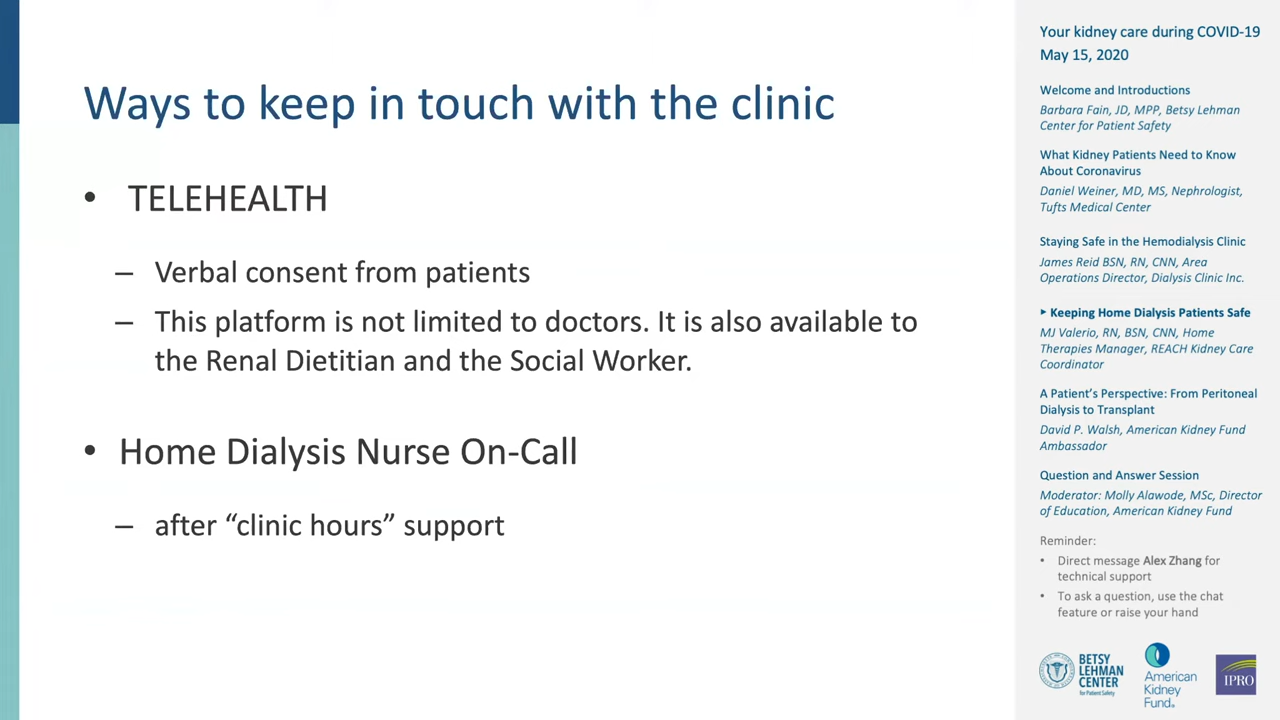 Ways to keep in touch with the clinic
• TELEHEALTH
– Verbal consent from patients
– This platform is not limited to doctors. It is also available to
the Renal Dietitian and the Social Worker.
• Home Dialysis Nurse On-Call
– after “clinic hours” support
Your kidney care during COVID-19
May 15, 2020
Welcome and Introductions
Barbara Fain, JD, MPP, Betsy Lehman
Center for Patient Safety
What Kidney Patients Need to Know
About Coronavirus
Daniel Weiner, MD, MS, Nephrologist,
Tufts Medical Center
Staying Safe in the Hemodialysis Clinic
James Reid BSN, RN, CNN, Area
Operations Director, Dialysis Clinic Inc.
‣ Keeping Home Dialysis Patients Safe
MJ Valerio, RN, BSN, CNN, Home
Therapies Manager, REACH Kidney Care
Coordinator
A Patient’s Perspective: From Peritoneal
Dialysis to Transplant
David P. Walsh, American Kidney Fund
Ambassador
Question and Answer Session
Moderator: Molly Alawode, MSc, Director
of Education, American Kidney Fund
Reminder:
• Direct message Alex Zhang for
technical support
• To ask a question, use the chat
feature or raise your hand
BETSY
LEHMAN
CENTER
for Patient Safety
American
Kidney
Fund®
IPRO